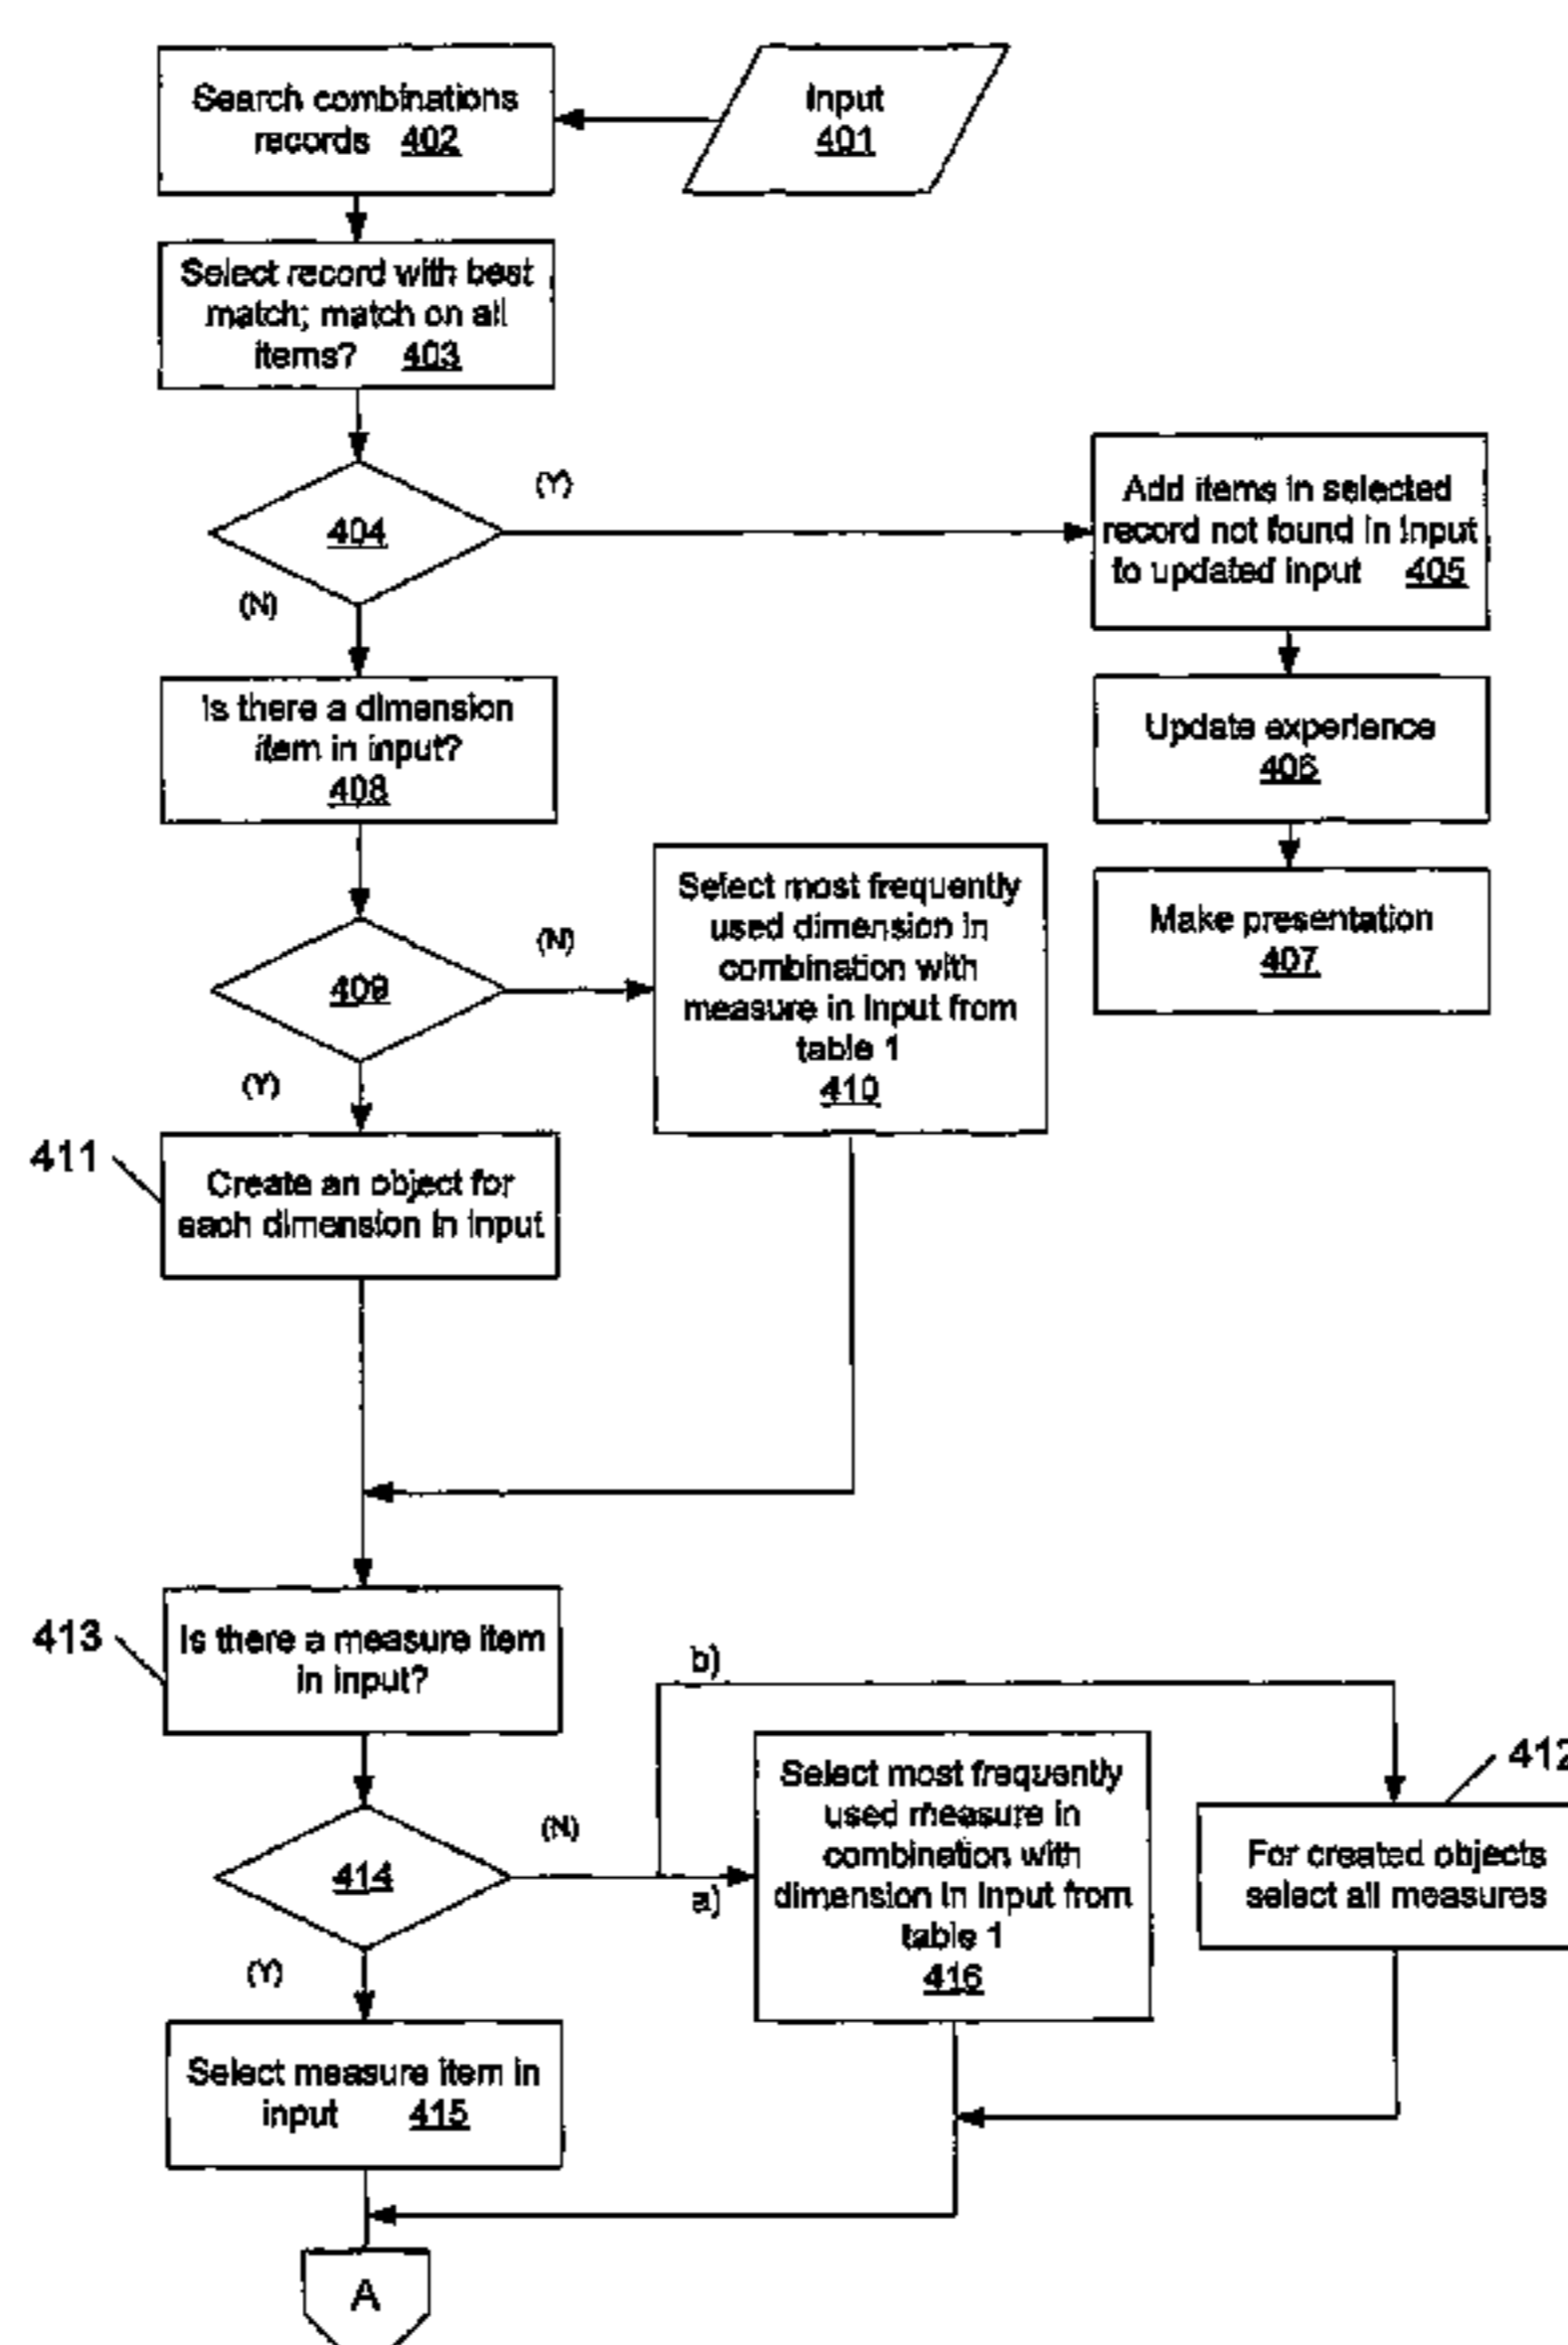 Search combinations
records 402
Input
401
Select record with best
match; match on all
items? 403
404
(Y)
(N)
Add items in selected
record not found in input
to updated input 405
Update experience
406
Make presentation
407
Is there a dimension
item in input?
408
409
(N)
(Y)
Select most frequently
used dimension in
combination with
measure in input from
table 1
410
411
Create an object for
each dimension in input
413
Is there a measure item
in input?
414
(N)
(Y)
b)
a)
Select most frequently
used measure in
combination with
dimension in input from
table 1
416
412
For created objects
select all measures
Select measure item in
input 415
A